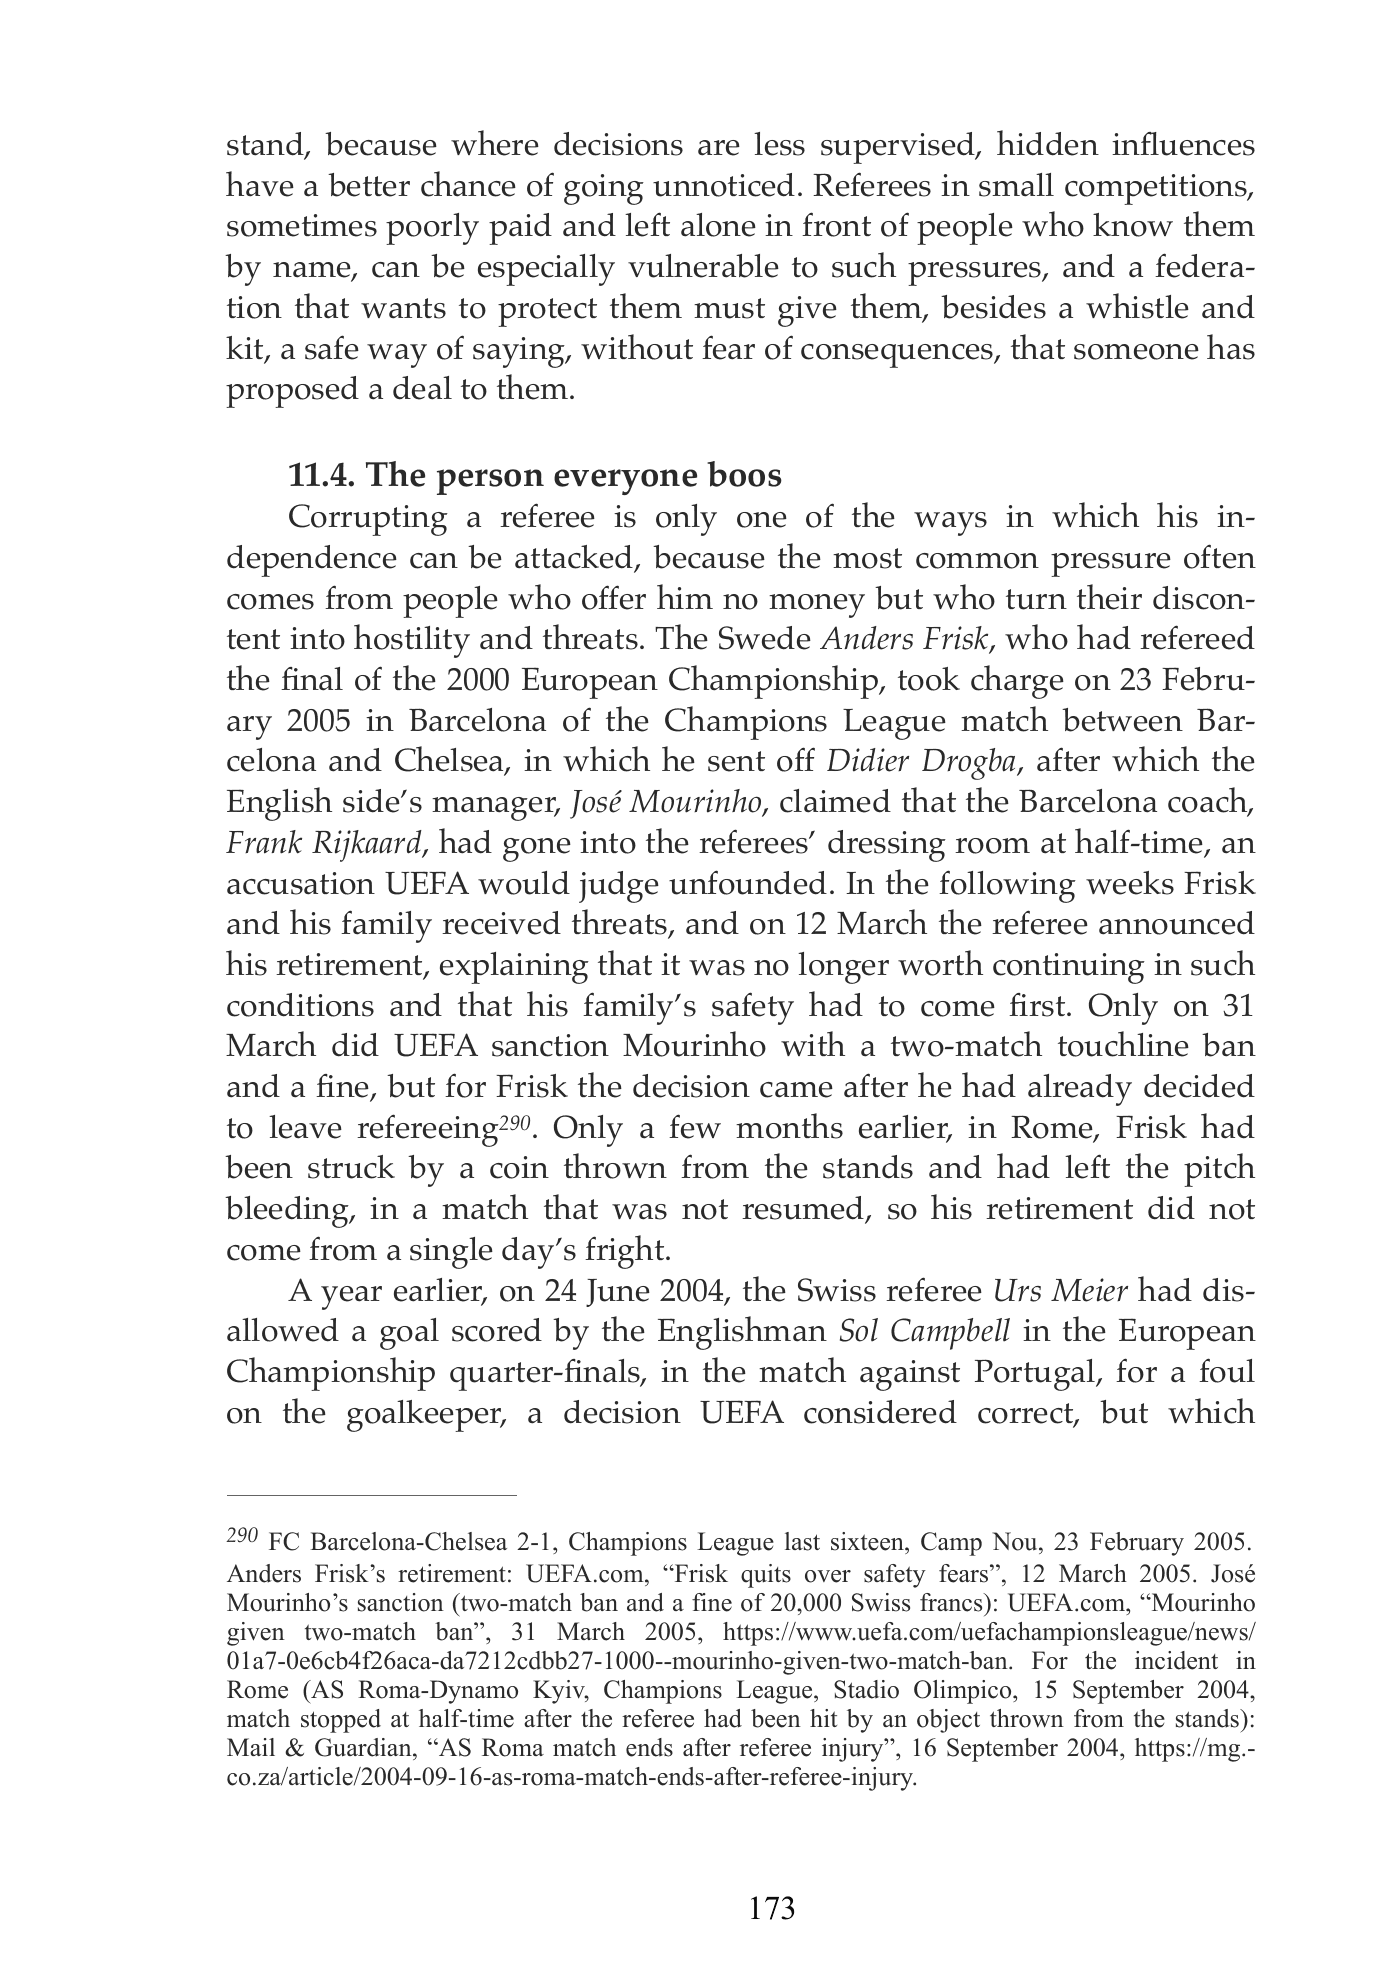 stand, because where decisions are less supervised, hidden influences
have a better chance of going unnoticed. Referees in small competitions,
sometimes poorly paid and left alone in front of people who know them
by name, can be especially vulnerable to such pressures, and a federa-
tion that wants to protect them must give them, besides a whistle and
kit, a safe way of saying, without fear of consequences, that someone has
proposed a deal to them.
11.4. The person everyone boos
Corrupting a referee is only one of the ways in which his in-
dependence can be attacked, because the most common pressure often
comes from people who offer him no money but who turn their discon-
tent into hostility and threats. The Swede Anders Frisk, who had refereed
the final of the 2000 European Championship, took charge on 23 Febru-
ary 2005 in Barcelona of the Champions League match between Bar-
celona and Chelsea, in which he sent off Didier Drogba, after which the
English side’s manager, José Mourinho, claimed that the Barcelona coach,
Frank Rijkaard, had gone into the referees’ dressing room at half-time, an
accusation UEFA would judge unfounded. In the following weeks Frisk
and his family received threats, and on 12 March the referee announced
his retirement, explaining that it was no longer worth continuing in such
conditions and that his family’s safety had to come first. Only on 31
March did UEFA sanction Mourinho with a two-match touchline ban
and a fine, but for Frisk the decision came after he had already decided
to leave refereeing290. Only a few months earlier, in Rome, Frisk had
been struck by a coin thrown from the stands and had left the pitch
bleeding, in a match that was not resumed, so his retirement did not
come from a single day’s fright.
A year earlier, on 24 June 2004, the Swiss referee Urs Meier had dis-
allowed a goal scored by the Englishman Sol Campbell in the European
Championship quarter-finals, in the match against Portugal, for a foul
on the goalkeeper, a decision UEFA considered correct, but which
290 FC Barcelona-Chelsea 2-1, Champions League last sixteen, Camp Nou, 23 February 2005.
Anders Frisk’s retirement: UEFA.com, “Frisk quits over safety fears”, 12 March 2005. José
Mourinho’s sanction (two-match ban and a fine of 20,000 Swiss francs): UEFA.com, “Mourinho
given two-match ban”, 31 March 2005, https://www.uefa.com/uefachampionsleague/news/
01a7-0e6cb4f26aca-da7212cdbb27-1000--mourinho-given-two-match-ban. For the incident in
Rome (AS Roma-Dynamo Kyiv, Champions League, Stadio Olimpico, 15 September 2004,
match stopped at half-time after the referee had been hit by an object thrown from the stands):
Mail & Guardian, “AS Roma match ends after referee injury”, 16 September 2004, https://mg.-
co.za/article/2004-09-16-as-roma-match-ends-after-referee-injury.
173